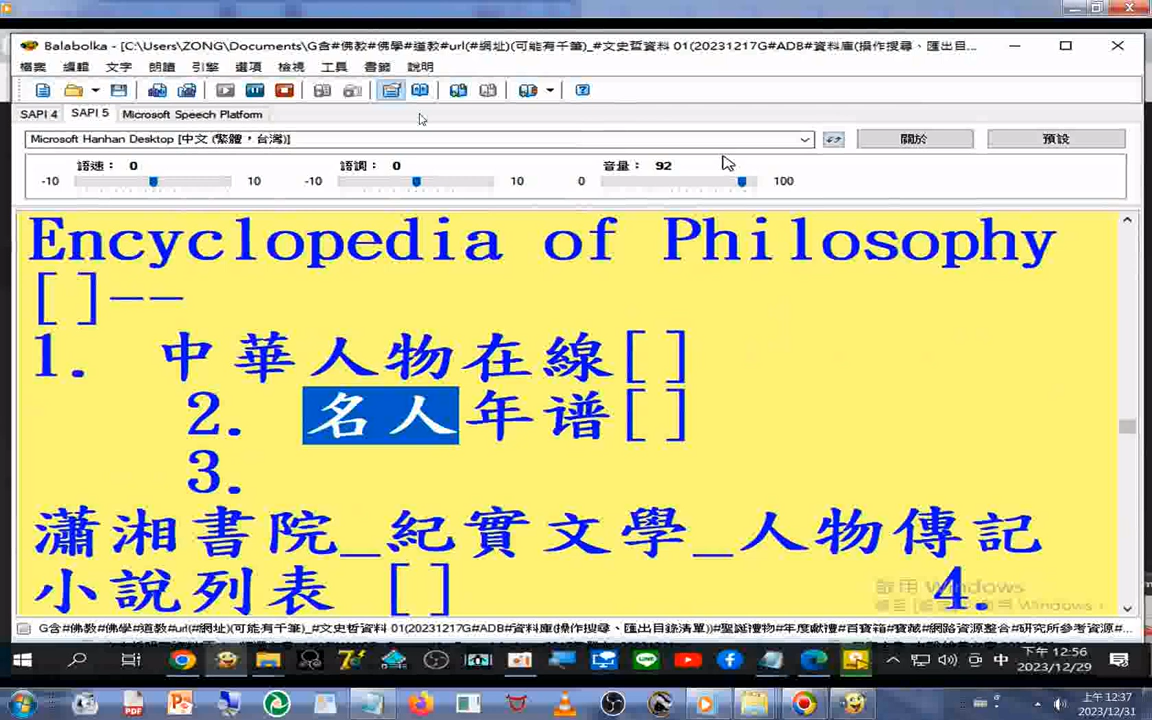 Balabolka - [C:\Users\ZONG\Documents\G含#佛教#佛學#道教#url(#網址)(可能有千筆)_#文史哲資料 01(20231217G#ADB#資料庫(操作搜尋、匯出目...
檔案 編輯 文字 朗讀 引擎 選項 檢視 工具 書籤 說明
SAPI 4 SAPI 5 Microsoft Speech Platform
Microsoft Hanhan Desktop [中文 (繁體，台灣)] 關於 預設
語速： 0 語調： 0 音量： 92
-10 10 -10 10 0 100
Encyclopedia of Philosophy
[]--
1. 中華人物在線[]
2. 名人年谱[]
3.
瀟湘書院_紀實文學_人物傳記
小說列表 [] 4.
啟用 Windows
G含#佛教#佛學#道教#url(#網址)(可能有千筆)_#文史哲資料 01(20231217G#ADB#資料庫(操作搜尋、匯出目錄清單))#聖誕禮物#年度獻禮#百寶箱#寶藏#網路資源整合#研究所參考資源#...
中 下午 12:56
2023/12/29
上午 12:37
2023/12/31